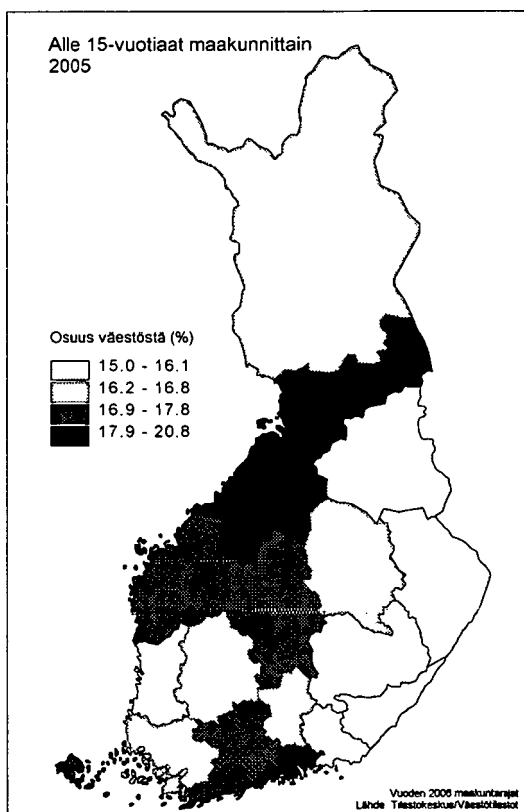 Alle 15-vuotiaat maakunnittain
2005
Osuus väestöstä (%)
15.0 - 16.1
16.2 - 16.8
16.9 - 17.8
17.9 - 20.8
Vuoden 2006 maakuntarajat
Lähde Tilastokeskus/Väestötilastot